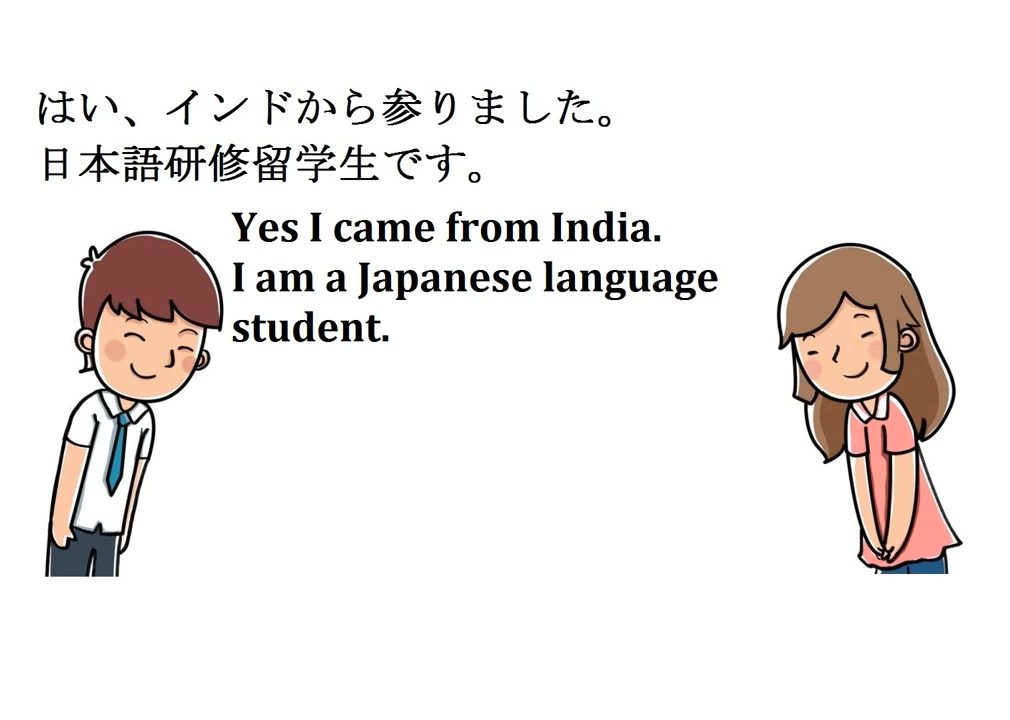 はい、インドから参りました。
日本語研修留学生です。
Yes I came from India.
I am a Japanese language
student.